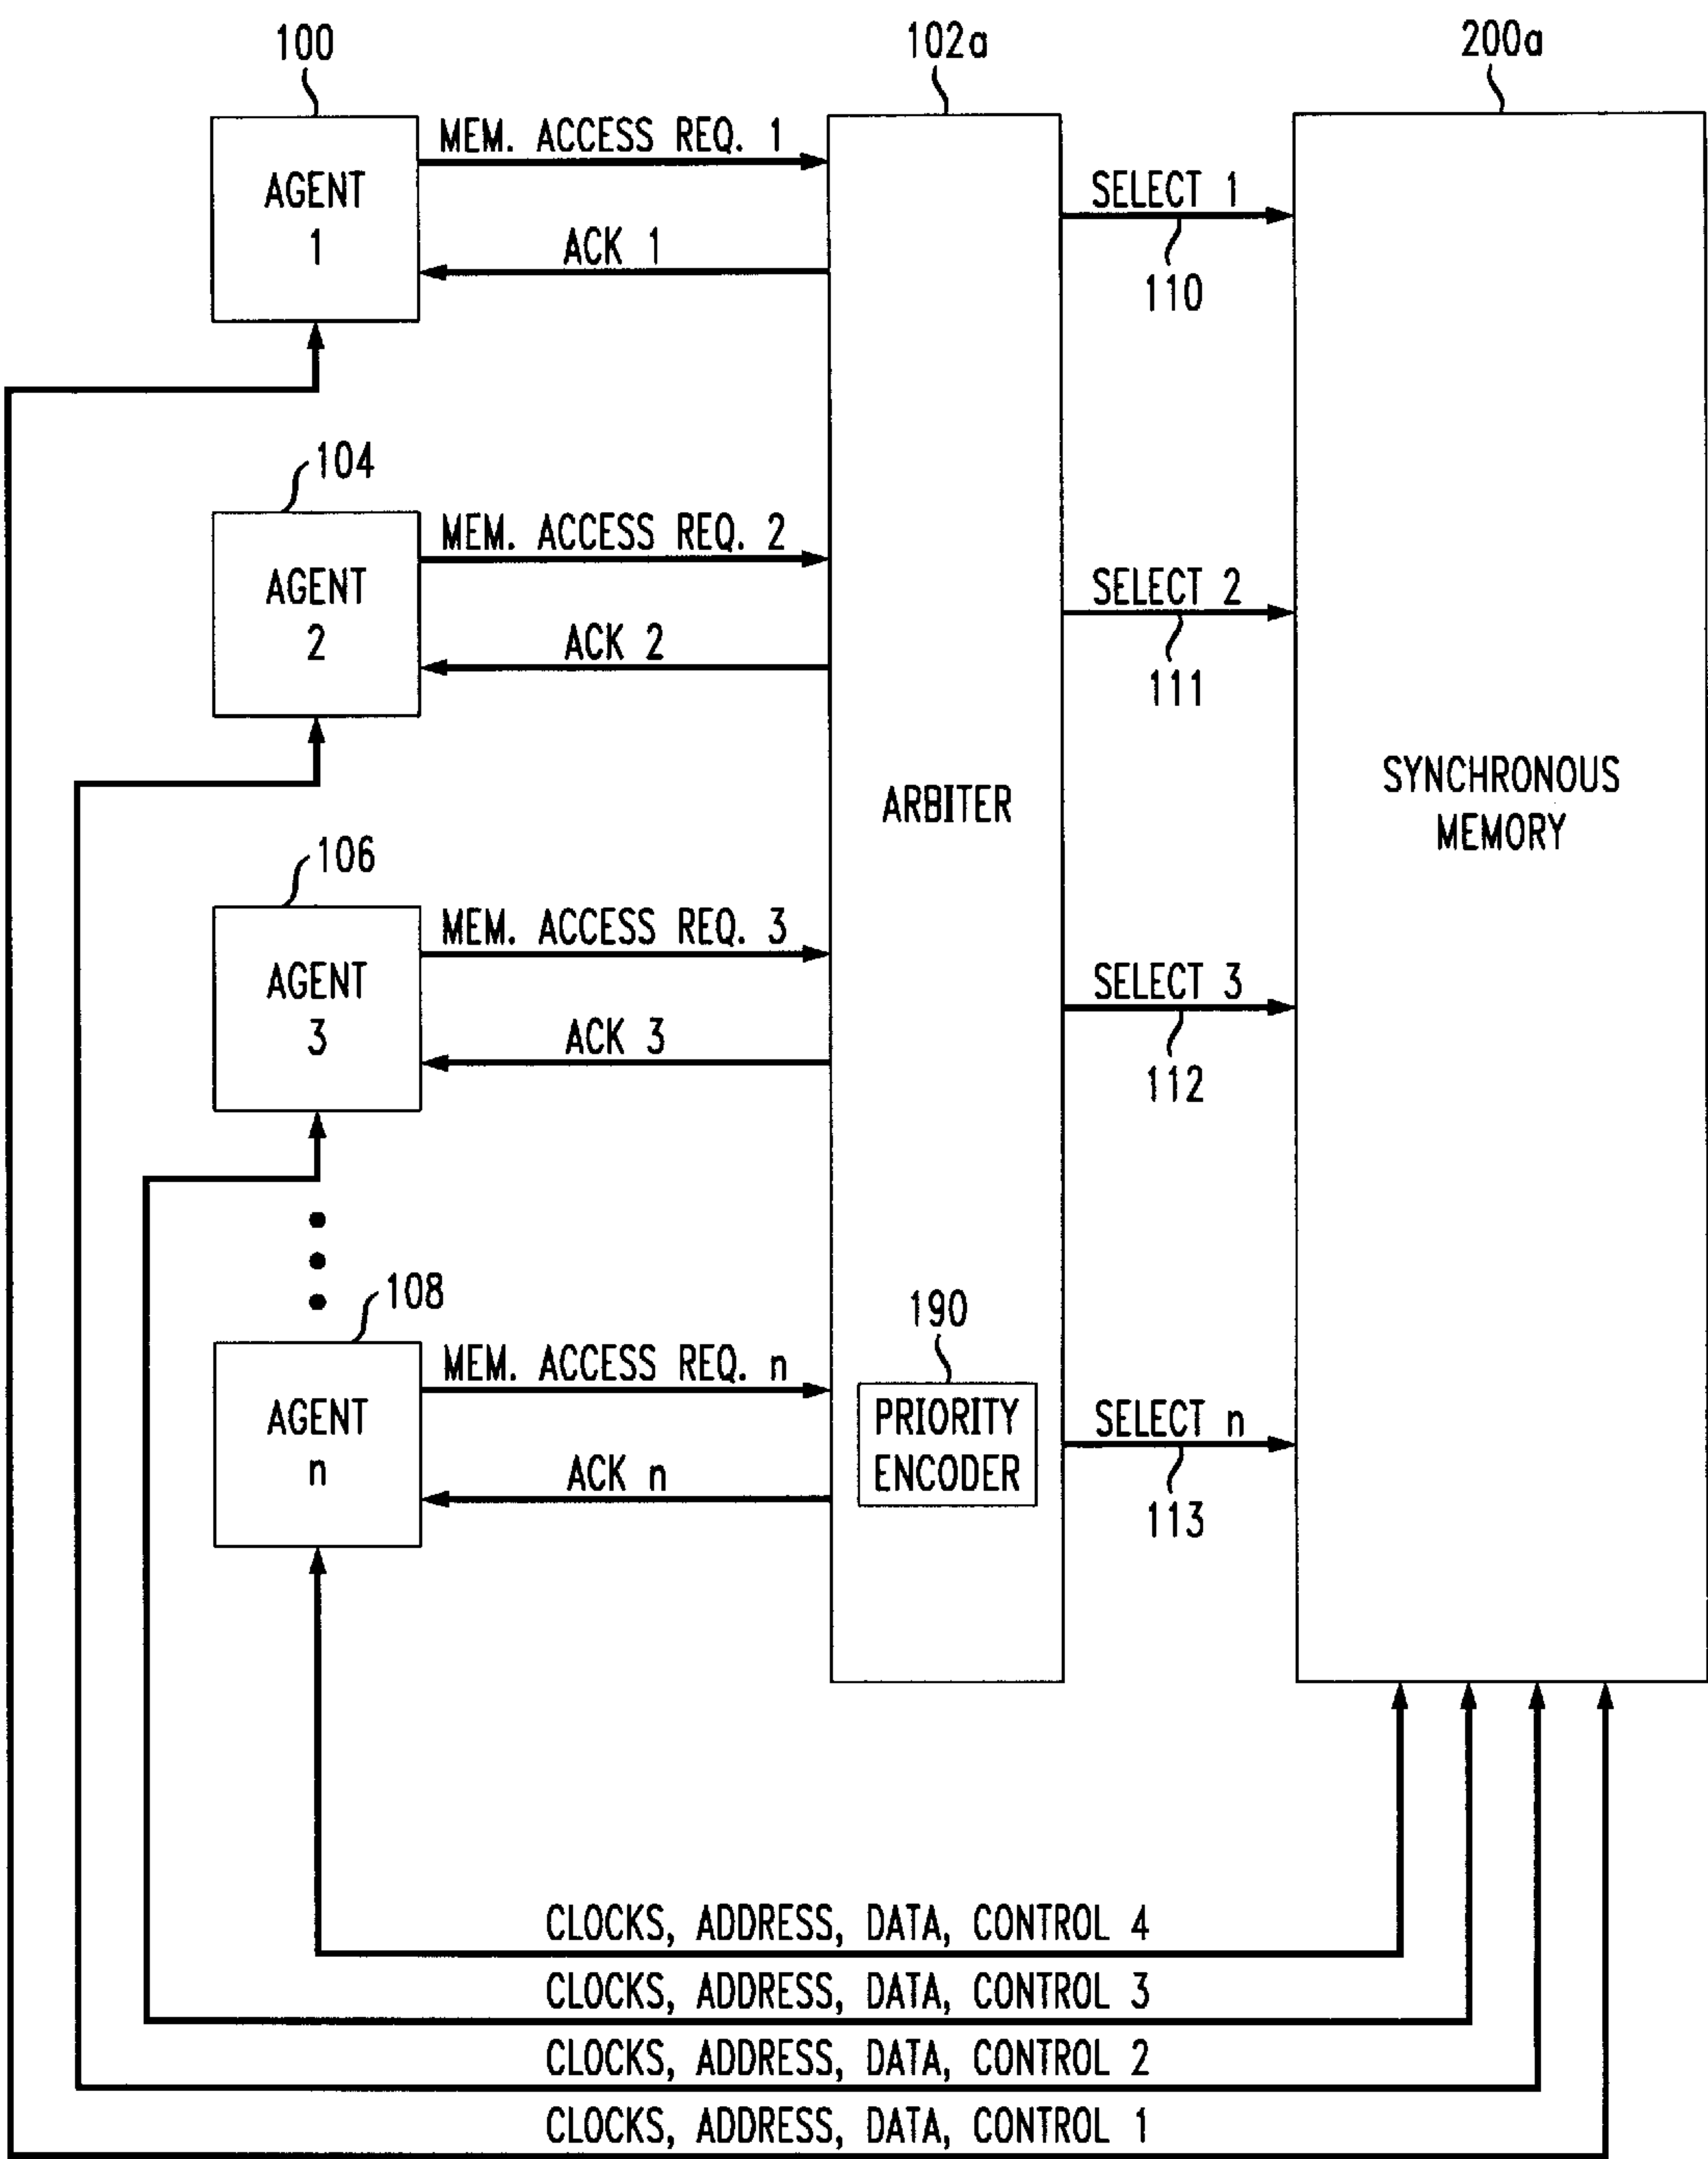 100
102a
200a
MEM. ACCESS REQ. 1
AGENT
1
ACK 1
SELECT 1
110
104
MEM. ACCESS REQ. 2
AGENT
2
ACK 2
SELECT 2
111
ARBITER
SYNCHRONOUS
MEMORY
106
MEM. ACCESS REQ. 3
AGENT
3
ACK 3
SELECT 3
112
108
MEM. ACCESS REQ. n
AGENT
n
ACK n
190
PRIORITY
ENCODER
SELECT n
113
CLOCKS, ADDRESS, DATA, CONTROL 4
CLOCKS, ADDRESS, DATA, CONTROL 3
CLOCKS, ADDRESS, DATA, CONTROL 2
CLOCKS, ADDRESS, DATA, CONTROL 1